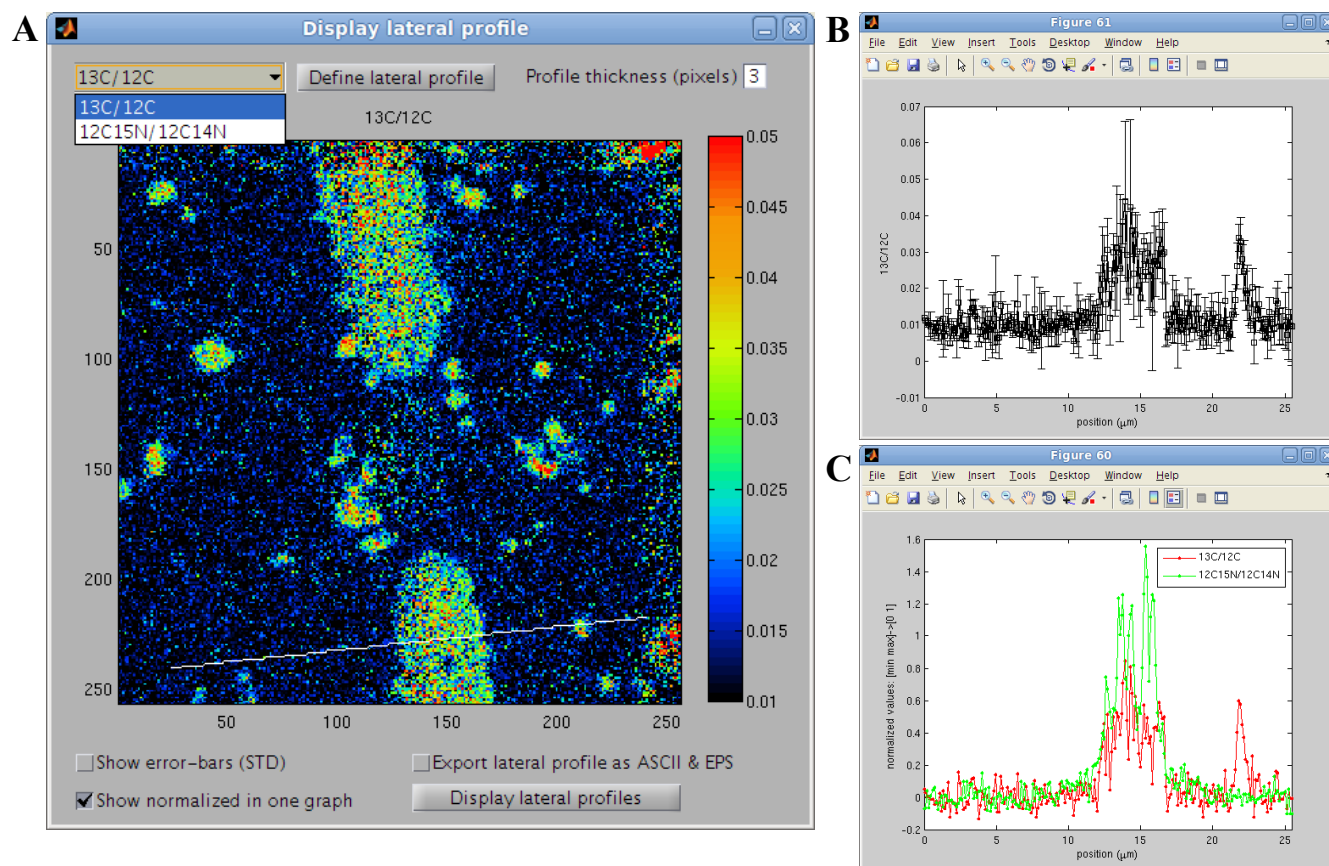 A
Display lateral profile
13C/12C
Define lateral profile
Profile thickness (pixels) 3
13C/12C
12C15N/12C14N
13C/12C
50
100
150
200
250
50
100
150
200
250
0.05
0.045
0.04
0.035
0.03
0.025
0.02
0.015
0.01
Show error-bars (STD)
Export lateral profile as ASCII & EPS
Show normalized in one graph
Display lateral profiles
B
Figure 61
File Edit View Insert Tools Desktop Window Help
0.07
0.06
0.05
0.04
0.03
0.02
0.01
0
-0.01
13C/12C
0 5 10 15 20 25
position (μm)
C
Figure 60
File Edit View Insert Tools Desktop Window Help
1.6
1.4
1.2
1
0.8
0.6
0.4
0.2
0
-0.2
normalized values: [min max]->[0 1]
13C/12C
12C15N/12C14N
0 5 10 15 20 25
position (μm)